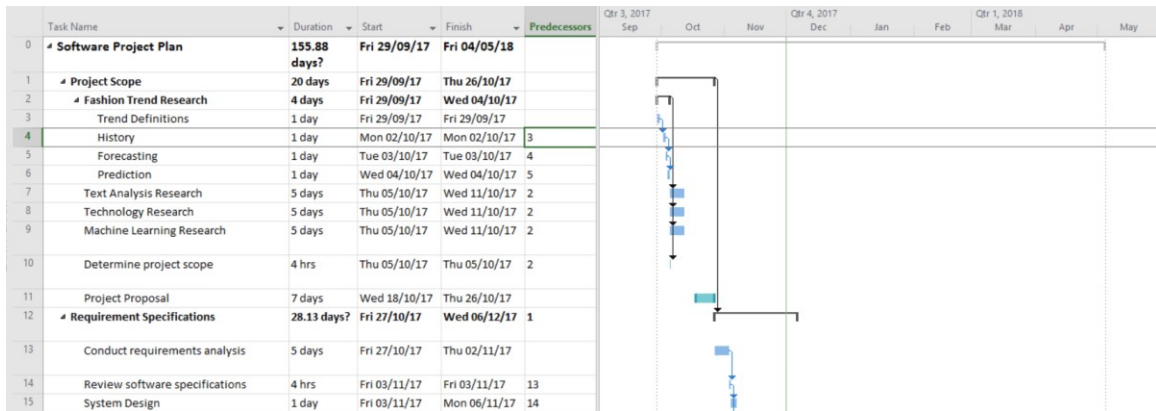 Qtr 3, 2017 Qtr 4, 2017 Qtr 1, 2018
Task Name Duration Start Finish Predecessors Sep Oct Nov Dec Jan Feb Mar Apr May
0 Software Project Plan 155.88 days? Fri 29/09/17 Fri 04/05/18
1 Project Scope 20 days Fri 29/09/17 Thu 26/10/17
2 Fashion Trend Research 4 days Fri 29/09/17 Wed 04/10/17
3 Trend Definitions 1 day Fri 29/09/17 Fri 29/09/17
4 History 1 day Mon 02/10/17 Mon 02/10/17 3
5 Forecasting 1 day Tue 03/10/17 Tue 03/10/17 4
6 Prediction 1 day Wed 04/10/17 Wed 04/10/17 5
7 Text Analysis Research 5 days Thu 05/10/17 Wed 11/10/17 2
8 Technology Research 5 days Thu 05/10/17 Wed 11/10/17 2
9 Machine Learning Research 5 days Thu 05/10/17 Wed 11/10/17 2
10 Determine project scope 4 hrs Thu 05/10/17 Thu 05/10/17 2
11 Project Proposal 7 days Wed 18/10/17 Thu 26/10/17
12 Requirement Specifications 28.13 days? Fri 27/10/17 Wed 06/12/17 1
13 Conduct requirements analysis 5 days Fri 27/10/17 Thu 02/11/17
14 Review software specifications 4 hrs Fri 03/11/17 Fri 03/11/17 13
15 System Design 1 day Fri 03/11/17 Mon 06/11/17 14